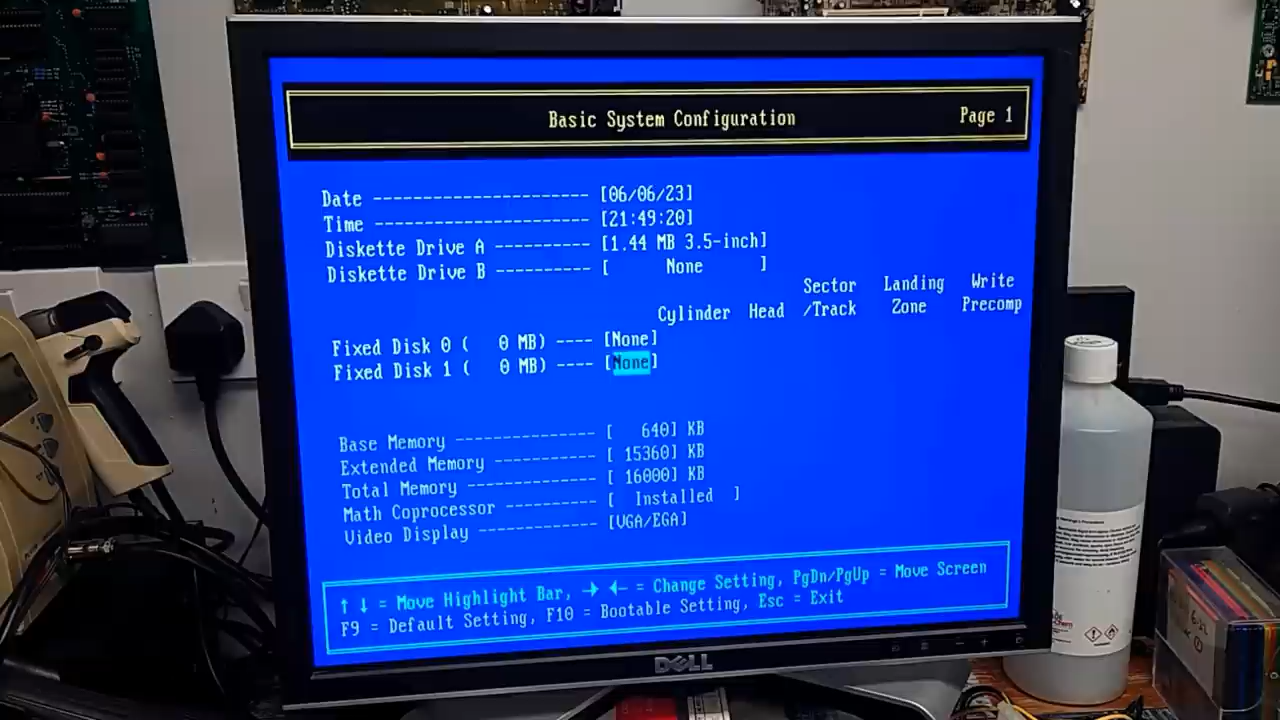 Basic System Configuration Page 1
Date ----------------------- [06/06/23]
Time ----------------------- [21:49:20]
Diskette Drive A ---------- [1.44 MB 3.5-inch]
Diskette Drive B ---------- [ None ]
Sector Landing Write
Cylinder Head /Track Zone Precomp
Fixed Disk 0 ( 0 MB) ---- [None]
Fixed Disk 1 ( 0 MB) ---- [None]
Base Memory --------------- [ 640] KB
Extended Memory ----------- [ 15360] KB
Total Memory -------------- [ 16000] KB
Math Coprocessor ---------- [ Installed ]
Video Display ------------- [VGA/EGA]
↑ ↓ = Move Highlight Bar, → ← = Change Setting, PgDn/PgUp = Move Screen
F9 = Default Setting, F10 = Bootable Setting, Esc = Exit
DELL